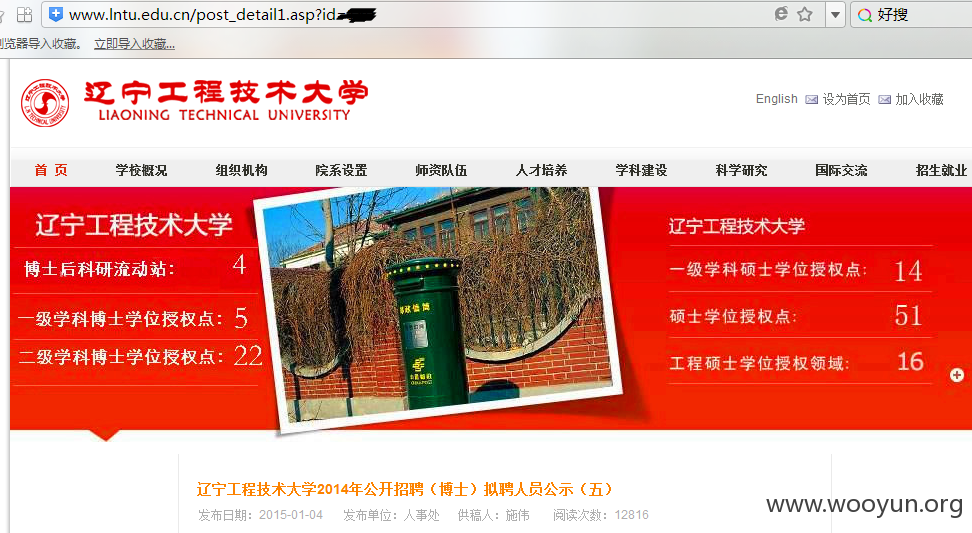 www.lntu.edu.cn/post_detail1.asp?id
好搜
浏览器导入收藏。 立即导入收藏...
辽宁工程技术大学
LIAONING TECHNICAL UNIVERSITY
English 设为首页 加入收藏
首 页 学校概况 组织机构 院系设置 师资队伍 人才培养 学科建设 科学研究 国际交流 招生就业
辽宁工程技术大学
博士后科研流动站： 4
一级学科博士学位授权点： 5
二级学科博士学位授权点： 22
中国邮政
CHINA POST
辽宁工程技术大学
一级学科硕士学位授权点： 14
硕士学位授权点： 51
工程硕士学位授权领域： 16
辽宁工程技术大学2014年公开招聘（博士）拟聘人员公示（五）
发布日期：2015-01-04 发布单位：人事处 供稿人：施伟 阅读次数：12816
www.wooyun.org